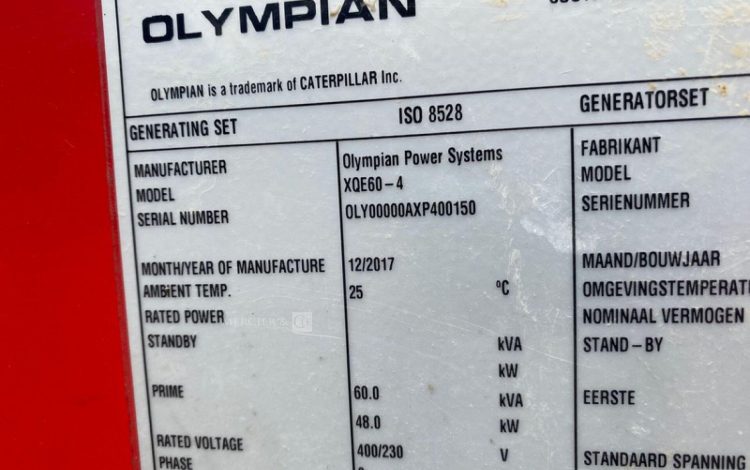 OLYMPIAN
OLYMPIAN is a trademark of CATERPILLAR Inc.
GENERATING SET ISO 8528 GENERATORSET
MANUFACTURER Olympian Power Systems FABRIKANT
MODEL XQE60-4 MODEL
SERIAL NUMBER OLY00000AXP400150 SERIENUMMER
MONTH/YEAR OF MANUFACTURE 12/2017 MAAND/BOUWJAAR
AMBIENT TEMP. 25 ºC OMGEVINGSTEMPERAT
RATED POWER NOMINAAL VERMOGEN
STANDBY kVA STAND-BY
kW
PRIME 60.0 kVA EERSTE
48.0 kW
RATED VOLTAGE 400/230 V STANDAARD SPANNING
PHASE